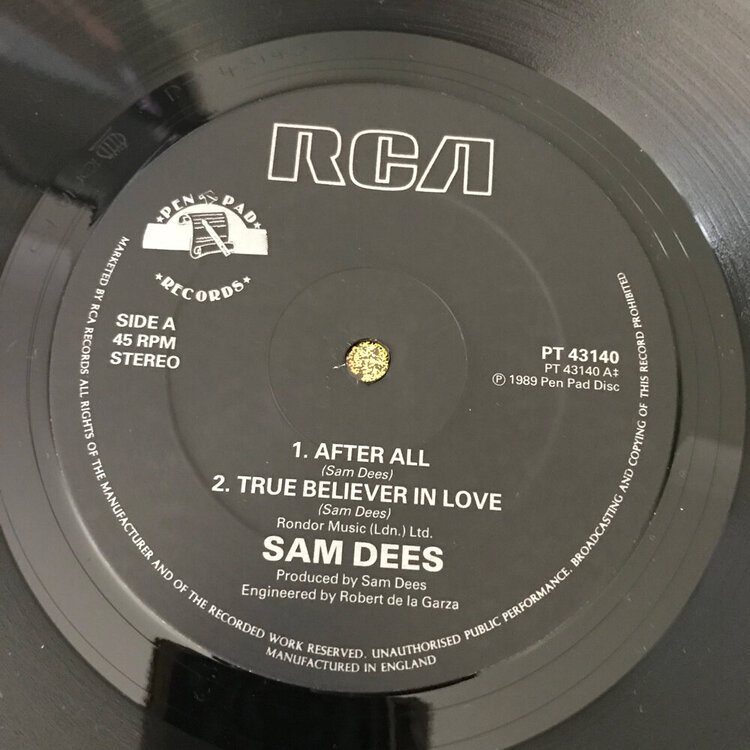 RCA
★PEN PAD★
★RECORDS★
SIDE A
45 RPM
STEREO
PT 43140
PT 43140 A‡
℗ 1989 Pen Pad Disc
1. AFTER ALL
(Sam Dees)
2. TRUE BELIEVER IN LOVE
(Sam Dees)
Rondor Music (Ldn.) Ltd.
SAM DEES
Produced by Sam Dees
Engineered by Robert de la Garza
MARKETED BY RCA RECORDS ALL RIGHTS OF THE MANUFACTURER AND OF THE RECORDED WORK RESERVED. UNAUTHORISED PUBLIC PERFORMANCE, BROADCASTING AND COPYING OF THIS RECORD PROHIBITED
MANUFACTURED IN ENGLAND